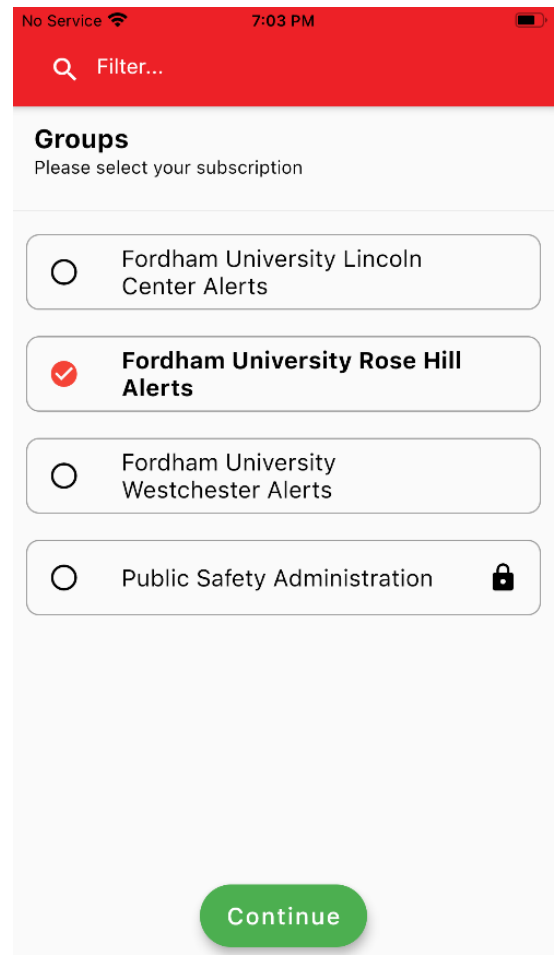 No Service 7:03 PM
Filter...
Groups
Please select your subscription
Fordham University Lincoln
Center Alerts
Fordham University Rose Hill
Alerts
Fordham University
Westchester Alerts
Public Safety Administration
Continue